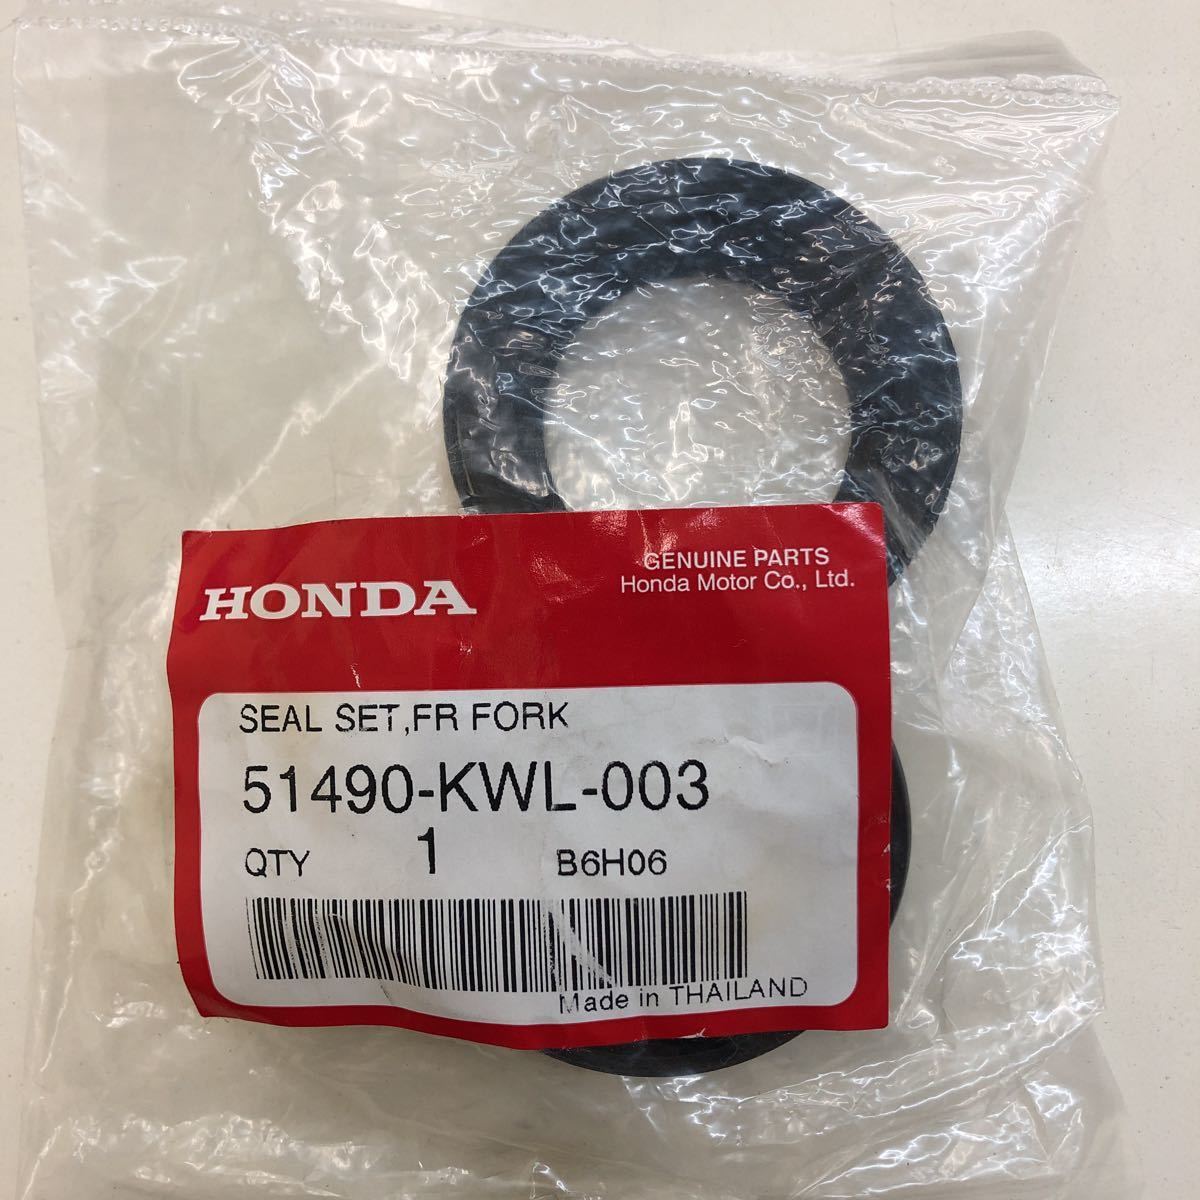 HONDA
GENUINE PARTS
Honda Motor Co., Ltd.
SEAL SET,FR FORK
51490-KWL-003
QTY 1 B6H06
Made in THAILAND